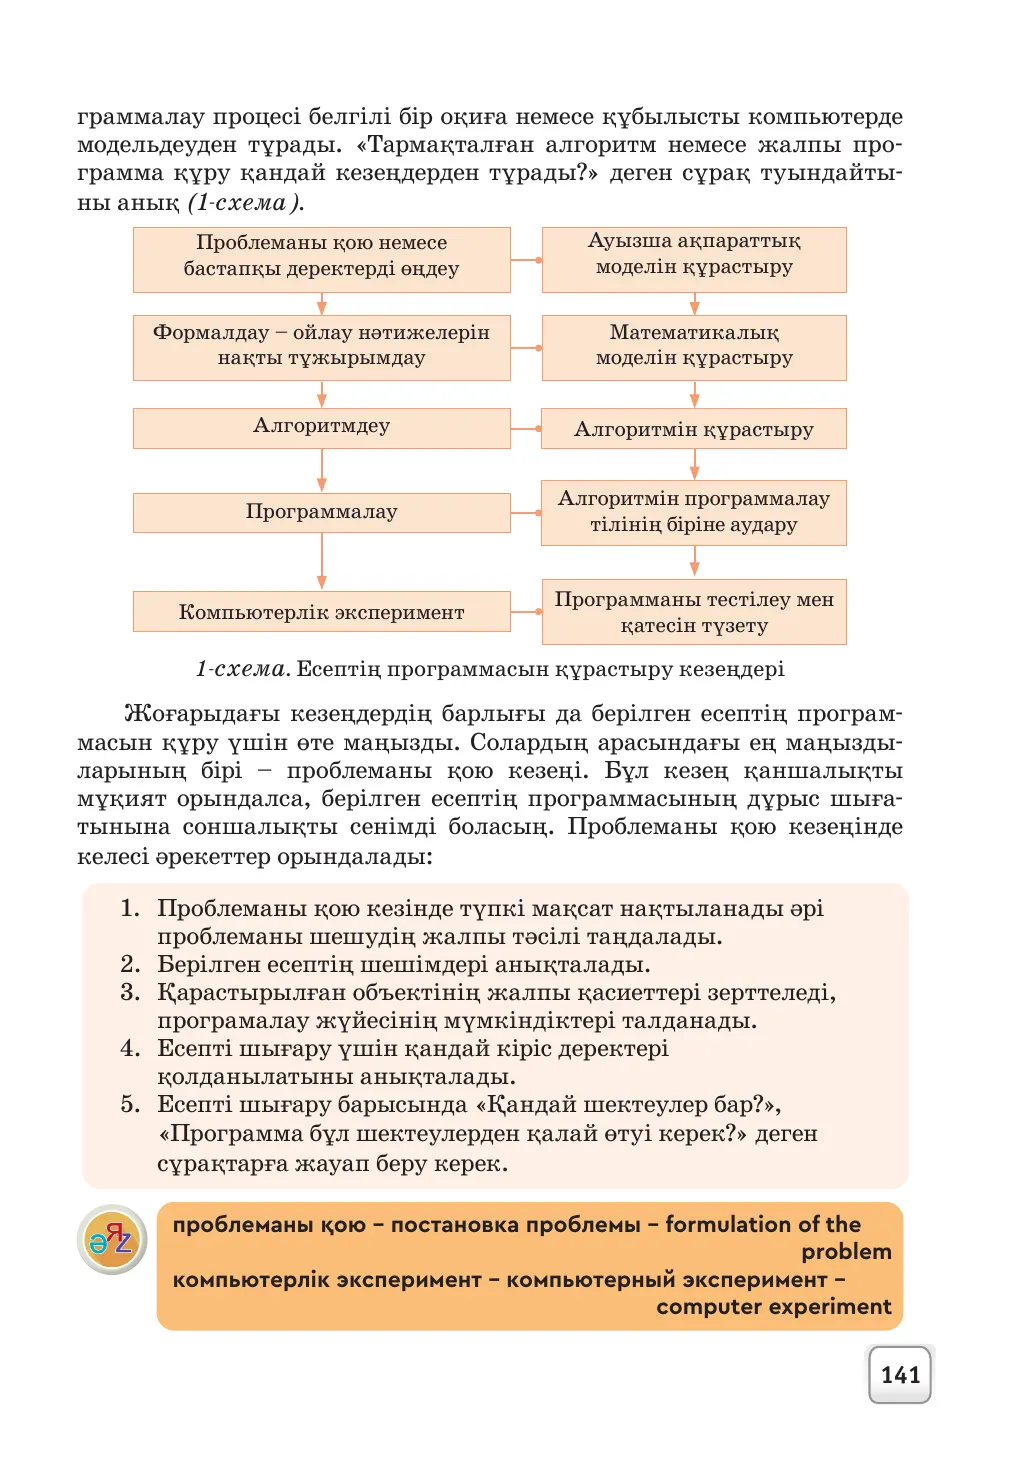 граммалау процесі белгілі бір оқиға немесе құбылысты компьютерде
модельдеуден тұрады. «Тармақталған алгоритм немесе жалпы про-
грамма құру қандай кезеңдерден тұрады?» деген сұрақ туындайты-
ны анық (1-схема).
Проблеманы қою немесе
бастапқы деректерді өңдеу
Ауызша ақпараттық
моделін құрастыру
Формалдау – ойлау нәтижелерін
нақты тұжырымдау
Математикалық
моделін құрастыру
Алгоритмдеу
Алгоритмін құрастыру
Программалау
Алгоритмін программалау
тілінің біріне аудару
Компьютерлік эксперимент
Программаны тестілеу мен
қатесін түзету
1-схема. Есептің программасын құрастыру кезеңдері
Жоғарыдағы кезеңдердің барлығы да берілген есептің програм-
масын құру үшін өте маңызды. Солардың арасындағы ең маңызды-
ларының бірі – проблеманы қою кезеңі. Бұл кезең қаншалықты
мұқият орындалса, берілген есептің программасының дұрыс шыға-
тынына соншалықты сенімді боласың. Проблеманы қою кезеңінде
келесі әрекеттер орындалады:
1. Проблеманы қою кезінде түпкі мақсат нақтыланады әрі
проблеманы шешудің жалпы тәсілі таңдалады.
2. Берілген есептің шешімдері анықталады.
3. Қарастырылған объектінің жалпы қасиеттері зерттеледі,
програмалау жүйесінің мүмкіндіктері талданады.
4. Есепті шығару үшін қандай кіріс деректері
қолданылатыны анықталады.
5. Есепті шығару барысында «Қандай шектеулер бар?»,
«Программа бұл шектеулерден қалай өтуі керек?» деген
сұрақтарға жауап беру керек.
ә Я Z
проблеманы қою – постановка проблемы – formulation of the
problem
компьютерлік эксперимент – компьютерный эксперимент –
computer experiment
141